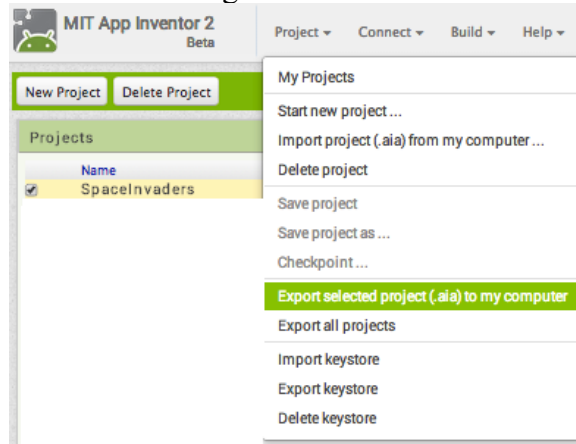 MIT App Inventor 2
Beta
Project Connect Build Help
New Project Delete Project
My Projects
Start new project ...
Import project (.aia) from my computer ...
Delete project
Save project
Save project as ...
Checkpoint ...
Export selected project (.aia) to my computer
Export all projects
Import keystore
Export keystore
Delete keystore
Projects
Name
SpaceInvaders